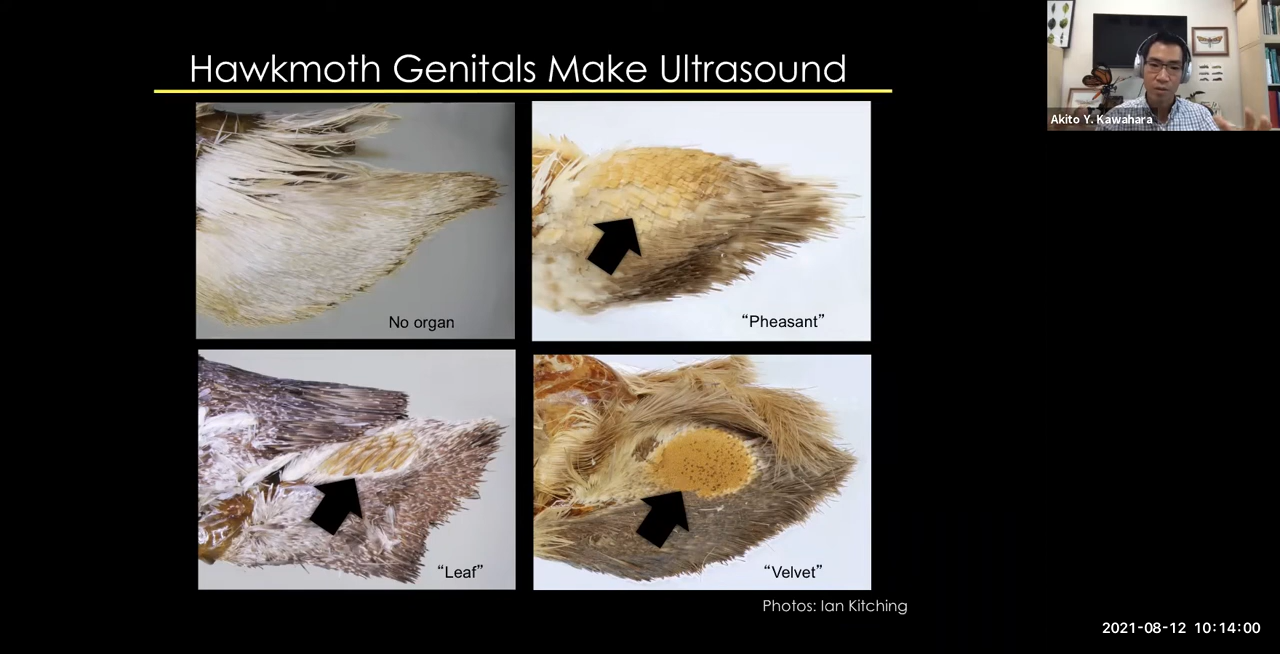 Hawkmoth Genitals Make Ultrasound
Akito Y. Kawahara
No organ
“Pheasant”
“Leaf”
“Velvet”
Photos: Ian Kitching
2021-08-12 10:14:00